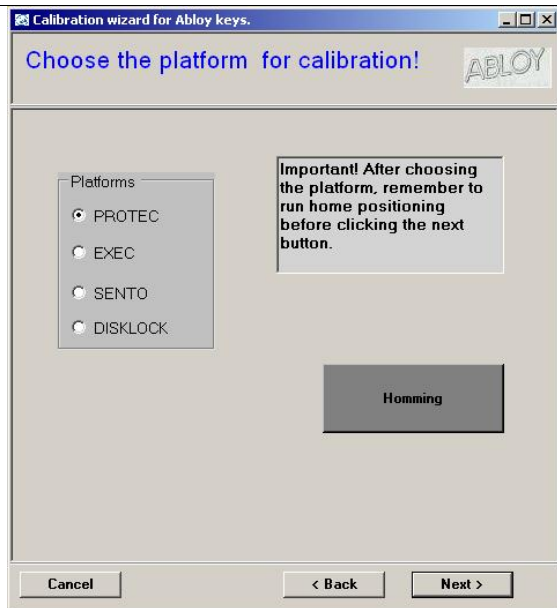 Calibration wizard for Abloy keys.
Choose the platform  for calibration!
ABLOY
Platforms
PROTEC
EXEC
SENTO
DISKLOCK
Important! After choosing
the platform, remember to
run home positioning
before clicking the next
button.
Homming
Cancel
< Back
Next >